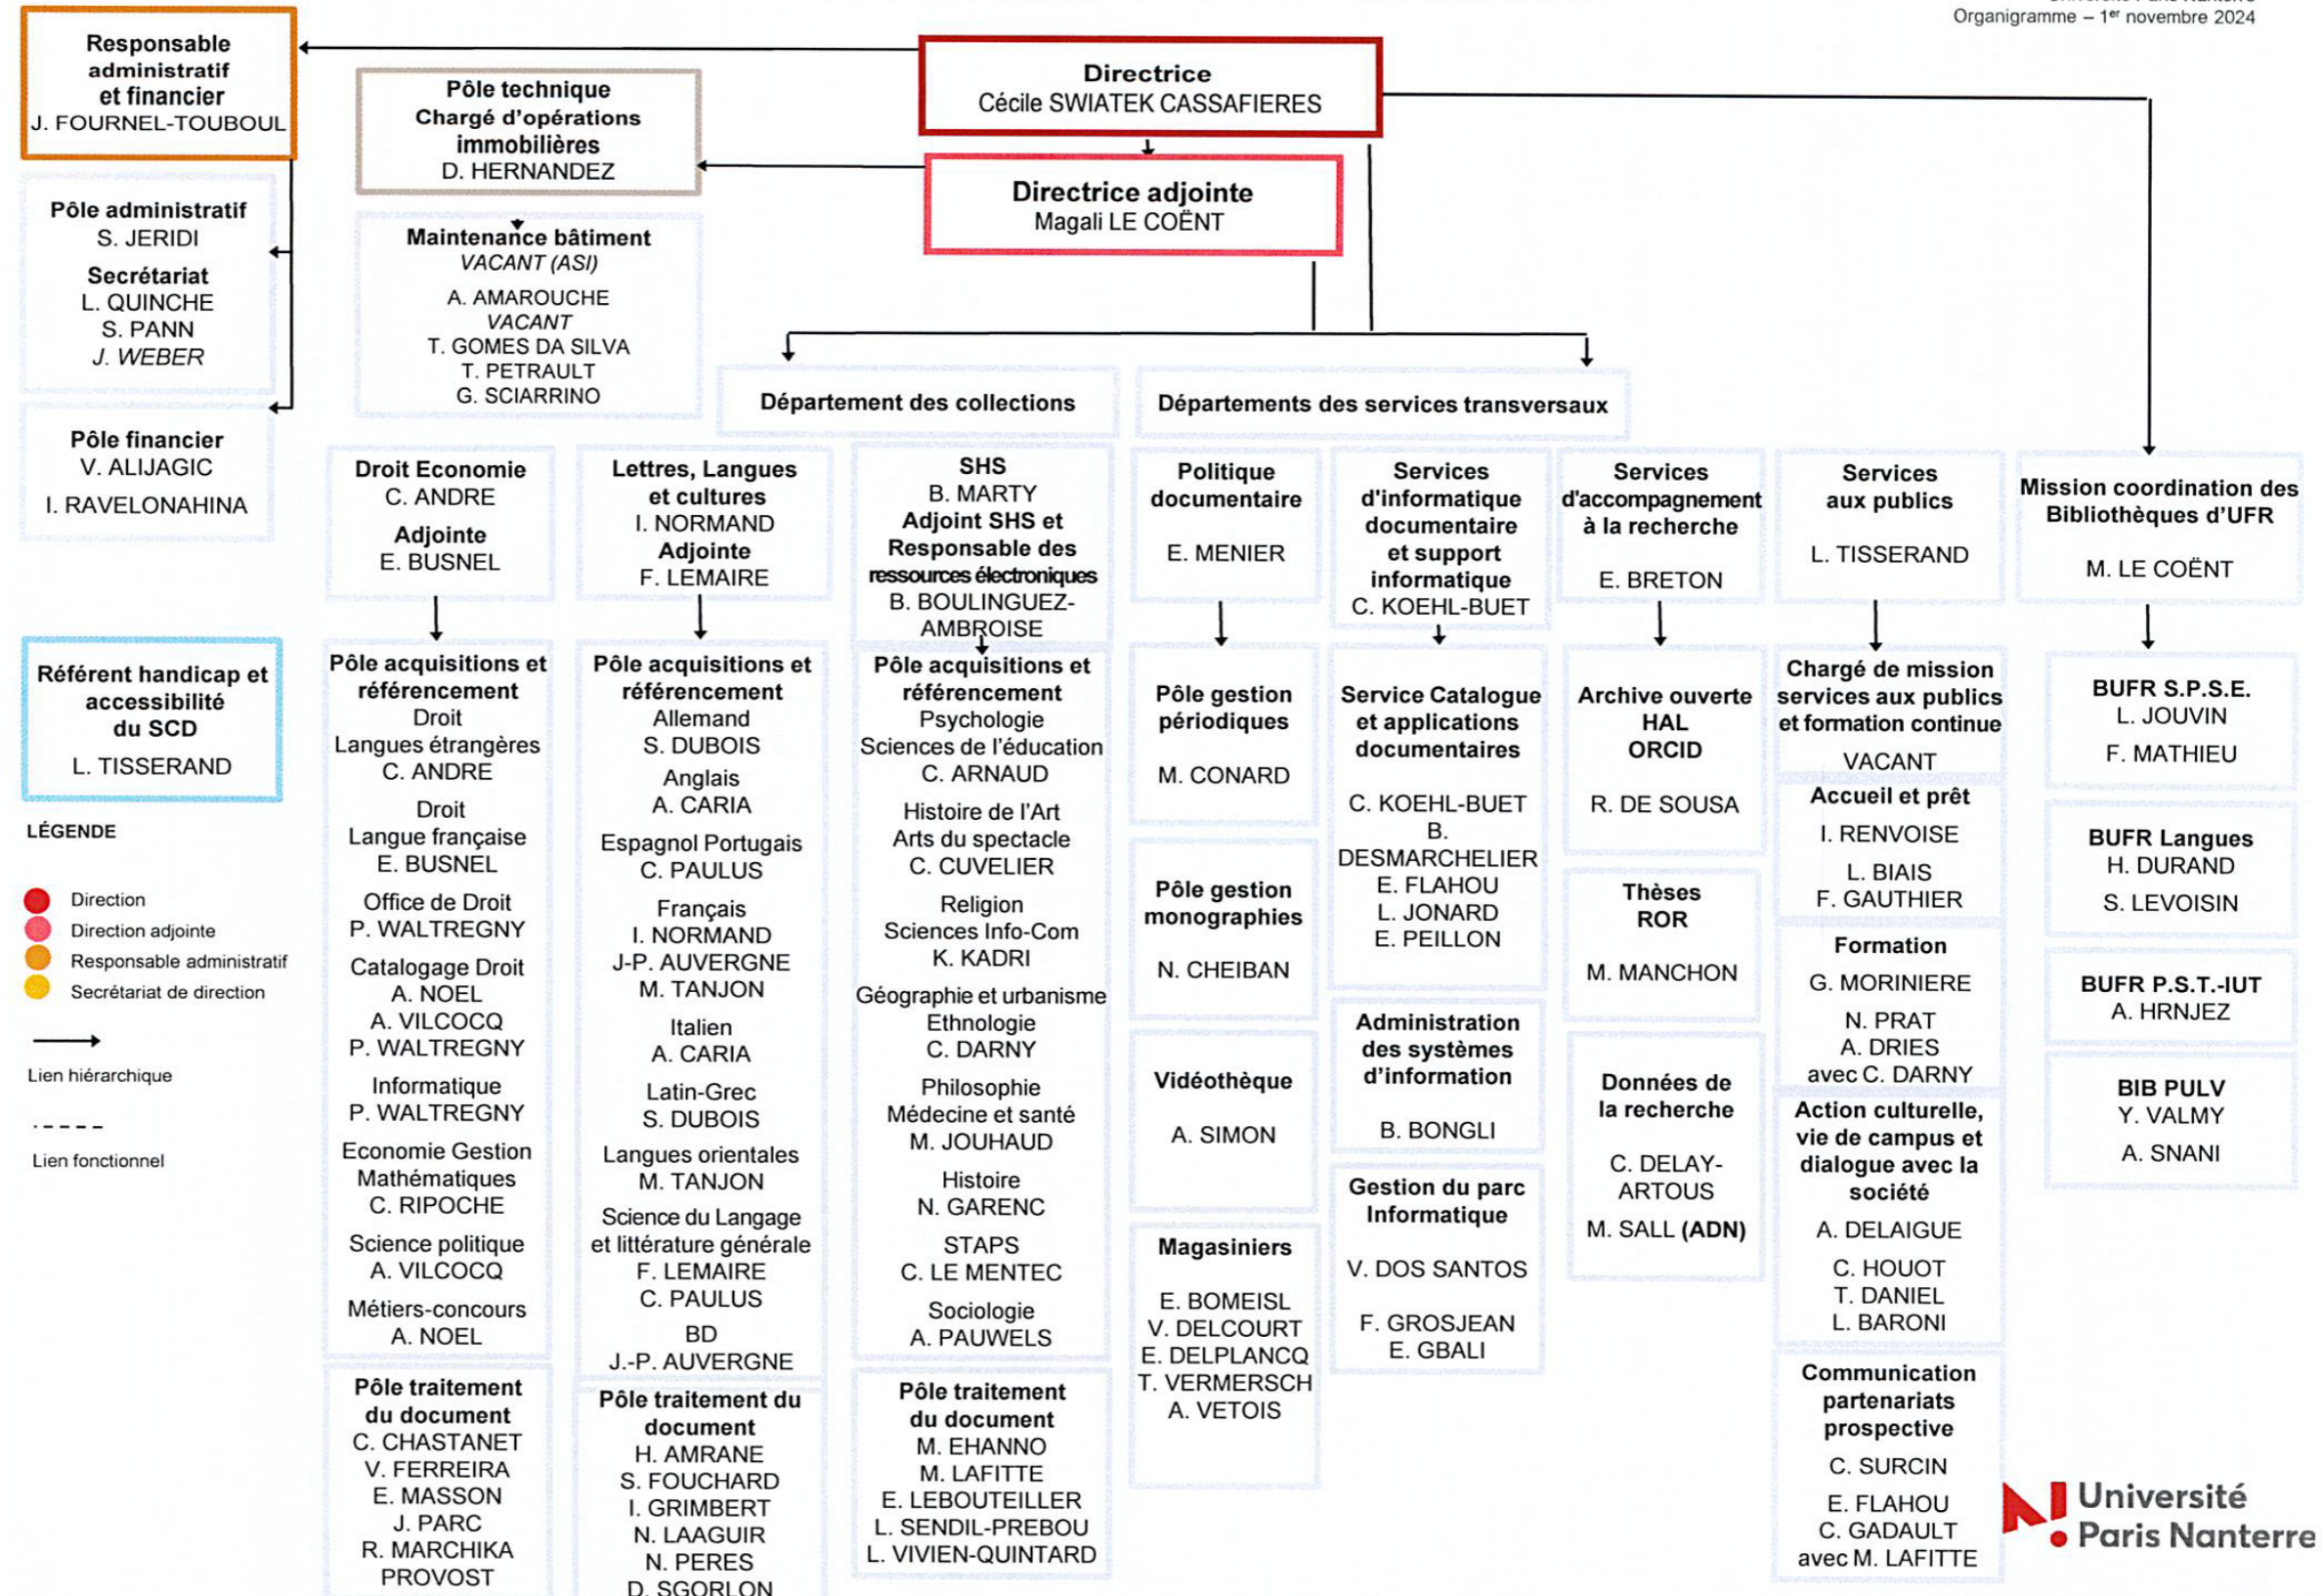 Organigramme – 1er novembre 2024
Responsable
administratif
et financier
J. FOURNEL-TOUBOUL
Pôle technique
Chargé d'opérations
immobilières
D. HERNANDEZ
Directrice
Cécile SWIATEK CASSAFIERES
Directrice adjointe
Magali LE COËNT
Pôle administratif
S. JERIDI
Secrétariat
L. QUINCHE
S. PANN
J. WEBER
Maintenance bâtiment
VACANT (ASI)
A. AMAROUCHE
VACANT
T. GOMES DA SILVA
T. PETRAULT
G. SCIARRINO
Pôle financier
V. ALIJAGIC
I. RAVELONAHINA
Département des collections
Départements des services transversaux
Droit Economie
C. ANDRE
Adjointe
E. BUSNEL
Lettres, Langues
et cultures
I. NORMAND
Adjointe
F. LEMAIRE
SHS
B. MARTY
Adjoint SHS et
Responsable des
ressources électroniques
B. BOULINGUEZ-
AMBROISE
Politique
documentaire
E. MENIER
Services
d'informatique
documentaire
et support
informatique
C. KOEHL-BUET
Services
d'accompagnement
à la recherche
E. BRETON
Services
aux publics
L. TISSERAND
Mission coordination des
Bibliothèques d'UFR
M. LE COËNT
Référent handicap et
accessibilité
du SCD
L. TISSERAND
LÉGENDE
Direction
Direction adjointe
Responsable administratif
Secrétariat de direction
Lien hiérarchique
Lien fonctionnel
Pôle acquisitions et
référencement
Droit
Langues étrangères
C. ANDRE
Droit
Langue française
E. BUSNEL
Office de Droit
P. WALTREGNY
Catalogage Droit
A. NOEL
A. VILCOCQ
P. WALTREGNY
Informatique
P. WALTREGNY
Economie Gestion
Mathématiques
C. RIPOCHE
Science politique
A. VILCOCQ
Métiers-concours
A. NOEL
Pôle traitement
du document
C. CHASTANET
V. FERREIRA
E. MASSON
J. PARC
R. MARCHIKA
PROVOST
Pôle acquisitions et
référencement
Allemand
S. DUBOIS
Anglais
A. CARIA
Espagnol Portugais
C. PAULUS
Français
I. NORMAND
J-P. AUVERGNE
M. TANJON
Italien
A. CARIA
Latin-Grec
S. DUBOIS
Langues orientales
M. TANJON
Science du Langage
et littérature générale
F. LEMAIRE
C. PAULUS
BD
J.-P. AUVERGNE
Pôle traitement du
document
H. AMRANE
S. FOUCHARD
I. GRIMBERT
N. LAAGUIR
N. PERES
D. SGORLON
Pôle acquisitions et
référencement
Psychologie
Sciences de l'éducation
C. ARNAUD
Histoire de l'Art
Arts du spectacle
C. CUVELIER
Religion
Sciences Info-Com
K. KADRI
Géographie et urbanisme
Ethnologie
C. DARNY
Philosophie
Médecine et santé
M. JOUHAUD
Histoire
N. GARENC
STAPS
C. LE MENTEC
Sociologie
A. PAUWELS
Pôle traitement
du document
M. EHANNO
M. LAFITTE
E. LEBOUTEILLER
L. SENDIL-PREBOU
L. VIVIEN-QUINTARD
Pôle gestion
périodiques
M. CONARD
Pôle gestion
monographies
N. CHEIBAN
Vidéothèque
A. SIMON
Magasiniers
E. BOMEISL
V. DELCOURT
E. DELPLANCQ
T. VERMERSCH
A. VETOIS
Service Catalogue
et applications
documentaires
C. KOEHL-BUET
B.
DESMARCHELIER
E. FLAHOU
L. JONARD
E. PEILLON
Administration
des systèmes
d'information
B. BONGLI
Gestion du parc
Informatique
V. DOS SANTOS
F. GROSJEAN
E. GBALI
Archive ouverte
HAL
ORCID
R. DE SOUSA
Thèses
ROR
M. MANCHON
Données de
la recherche
C. DELAY-
ARTOUS
M. SALL (ADN)
Chargé de mission
services aux publics
et formation continue
VACANT
Accueil et prêt
I. RENVOISE
L. BIAIS
F. GAUTHIER
Formation
G. MORINIERE
N. PRAT
A. DRIES
avec C. DARNY
Action culturelle,
vie de campus et
dialogue avec la
société
A. DELAIGUE
C. HOUOT
T. DANIEL
L. BARONI
Communication
partenariats
prospective
C. SURCIN
E. FLAHOU
C. GADAULT
avec M. LAFITTE
BUFR S.P.S.E.
L. JOUVIN
F. MATHIEU
BUFR Langues
H. DURAND
S. LEVOISIN
BUFR P.S.T.-IUT
A. HRNJEZ
BIB PULV
Y. VALMY
A. SNANI
Université
Paris Nanterre